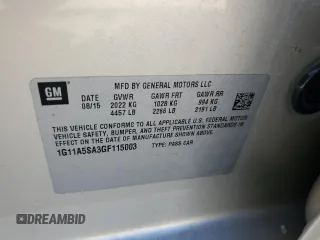 GM
MFD BY GENERAL MOTORS LLC
DATE GVWR GAWR FRT GAWR RR
08/15 2022 KG 1028 KG 994 KG
4457 LB 2266 LB 2191 LB
THIS VEHICLE CONFORMS TO ALL APPLICABLE U.S. FEDERAL MOTOR
VEHICLE SAFETY, BUMPER, AND THEFT PREVENTION STANDARDS IN
EFFECT ON THE DATE OF MANUFACTURE SHOWN ABOVE.
1G11A5SA3GF115003 TYPE: PASS CAR
DREAMBID